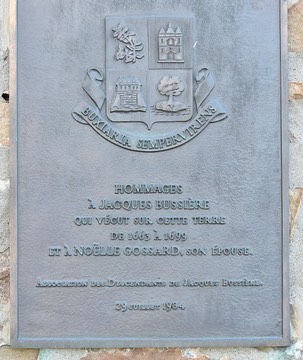 BUXIARIA SEMPERVIRENS
HOMMAGES
À JACQUES BUSSIÈRE
QUI VÉCUT SUR CETTE TERRE
DE 1663 À 1699
ET À NOËLLE GOSSARD, SON ÉPOUSE.
ASSOCIATION DES DESCENDANTS DE JACQUES BUSSIÈRE.
29 JUILLET 1984